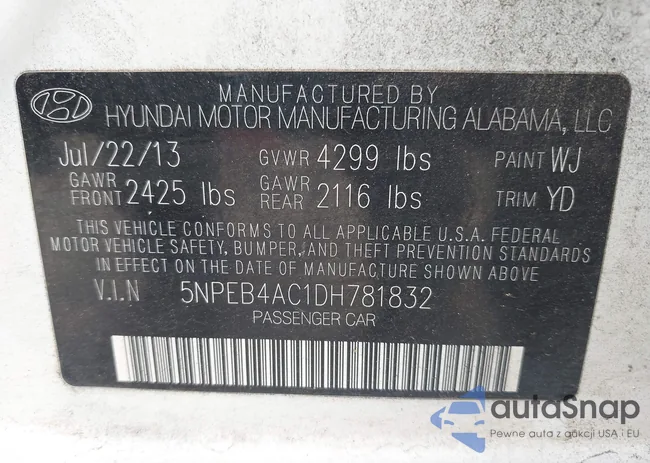 MANUFACTURED BY
HYUNDAI MOTOR MANUFACTURING ALABAMA, LLC
Jul/22/13 GVWR 4299 lbs PAINT WJ
GAWR FRONT 2425 lbs GAWR REAR 2116 lbs TRIM YD
THIS VEHICLE CONFORMS TO ALL APPLICABLE U.S.A. FEDERAL
MOTOR VEHICLE SAFETY, BUMPER, AND THEFT PREVENTION STANDARDS
IN EFFECT ON THE DATE OF MANUFACTURE SHOWN ABOVE
V.I.N 5NPEB4AC1DH781832
PASSENGER CAR
autaSnap
Pewne auta z aukcji USA i EU